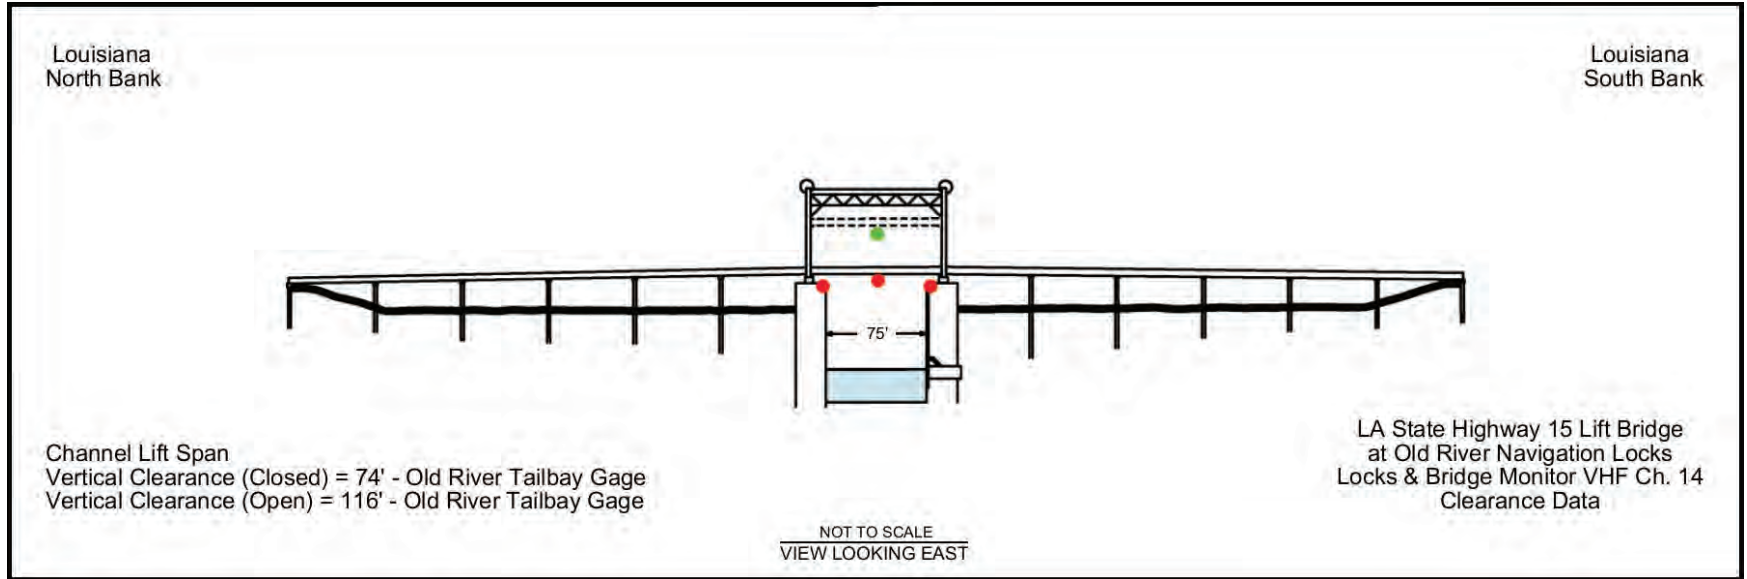 Louisiana
North Bank
Louisiana
South Bank
75'
Channel Lift Span
Vertical Clearance (Closed) = 74' - Old River Tailbay Gage
Vertical Clearance (Open) = 116' - Old River Tailbay Gage
LA State Highway 15 Lift Bridge
at Old River Navigation Locks
Locks & Bridge Monitor VHF Ch. 14
Clearance Data
NOT TO SCALE
VIEW LOOKING EAST